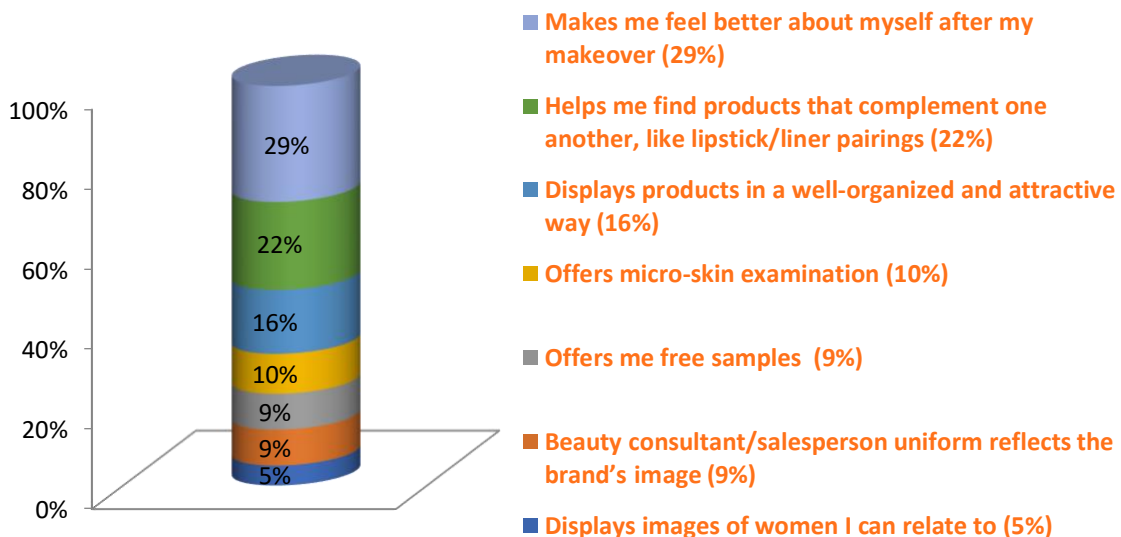 100%
80%
60%
40%
20%
0%
29%
22%
16%
10%
9%
9%
5%
Makes me feel better about myself after my
makeover (29%)
Helps me find products that complement one
another, like lipstick/liner pairings (22%)
Displays products in a well-organized and attractive
way (16%)
Offers micro-skin examination (10%)
Offers me free samples  (9%)
Beauty consultant/salesperson uniform reflects the
brand’s image (9%)
Displays images of women I can relate to (5%)